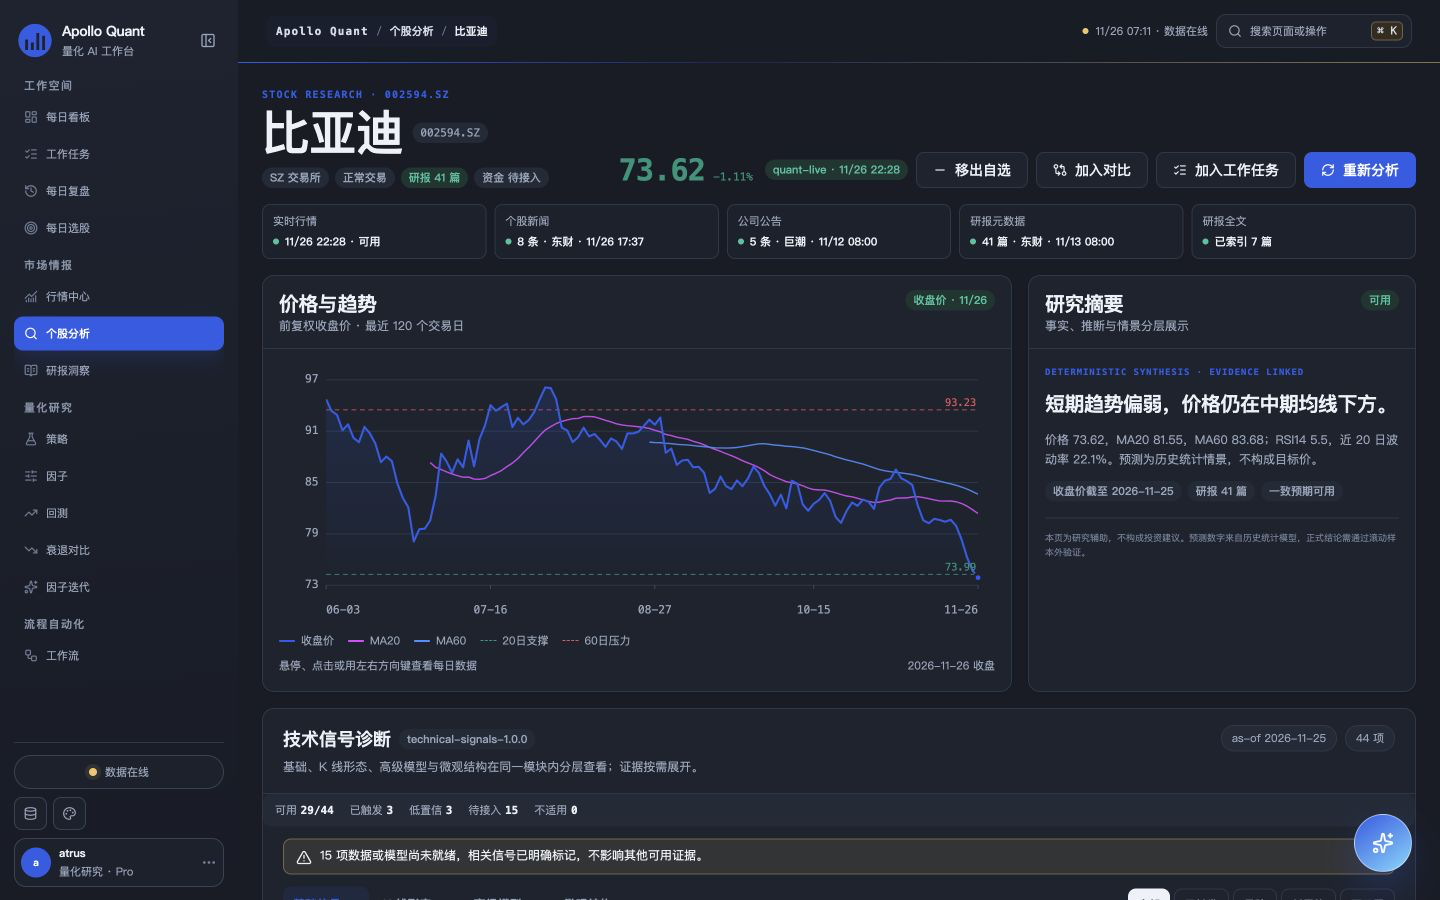 Apollo Quant
量化 AI 工作台
工作空间
每日看板
工作任务
每日复盘
每日选股
市场情报
行情中心
个股分析
研报洞察
量化研究
策略
因子
回测
衰退对比
因子迭代
流程自动化
工作流
数据在线
a
atrus
量化研究 · Pro
Apollo Quant / 个股分析 / 比亚迪
11/26 07:11 · 数据在线
搜索页面或操作
⌘ K
STOCK RESEARCH · 002594.SZ
比亚迪 002594.SZ
SZ 交易所 正常交易 研报 41 篇 资金 待接入
73.62 -1.11% quant-live · 11/26 22:28
移出自选 加入对比 加入工作任务 重新分析
实时行情
11/26 22:28 · 可用
个股新闻
8 条 · 东财 · 11/26 17:37
公司公告
5 条 · 巨潮 · 11/12 08:00
研报元数据
41 篇 · 东财 · 11/13 08:00
研报全文
已索引 7 篇
价格与趋势
前复权收盘价 · 最近 120 个交易日
收盘价 · 11/26
97
91
85
79
73
93.23
73.99
06-03 07-16 08-27 10-15 11-26
收盘价 MA20 MA60 20日支撑 60日压力
悬停、点击或用左右方向键查看每日数据
2026-11-26 收盘
研究摘要
事实、推断与情景分层展示
可用
DETERMINISTIC SYNTHESIS · EVIDENCE LINKED
短期趋势偏弱，价格仍在中期均线下方。
价格 73.62，MA20 81.55，MA60 83.68；RSI14 5.5，近 20 日波
动率 22.1%。预测为历史统计情景，不构成目标价。
收盘价截至 2026-11-25 研报 41 篇 一致预期可用
本页为研究辅助，不构成投资建议。预测数字来自历史统计模型，正式结论需通过滚动样
本外验证。
技术信号诊断 technical-signals-1.0.0
基础、K 线形态、高级模型与微观结构在同一模块内分层查看；证据按需展开。
as-of 2026-11-25 44 项
可用 29/44 已触发 3 低置信 3 待接入 15 不适用 0
15 项数据或模型尚未就绪，相关信号已明确标记，不影响其他可用证据。